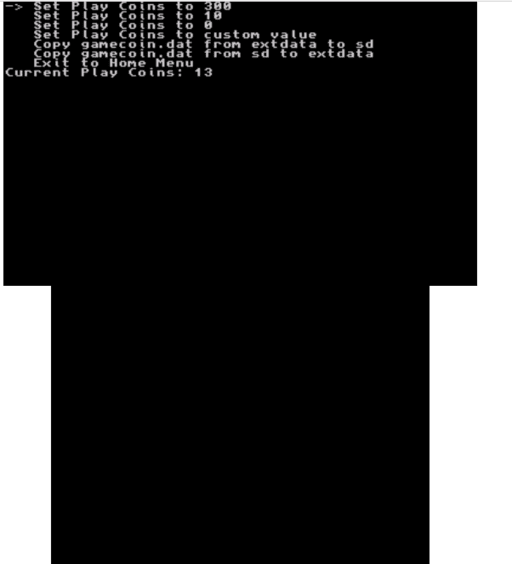 -> Set Play Coins to 300
Set Play Coins to 10
Set Play Coins to 0
Set Play Coins to custom value
Copy gamecoin.dat from extdata to sd
Copy gamecoin.dat from sd to extdata
Exit to Home Menu
Current Play Coins: 13